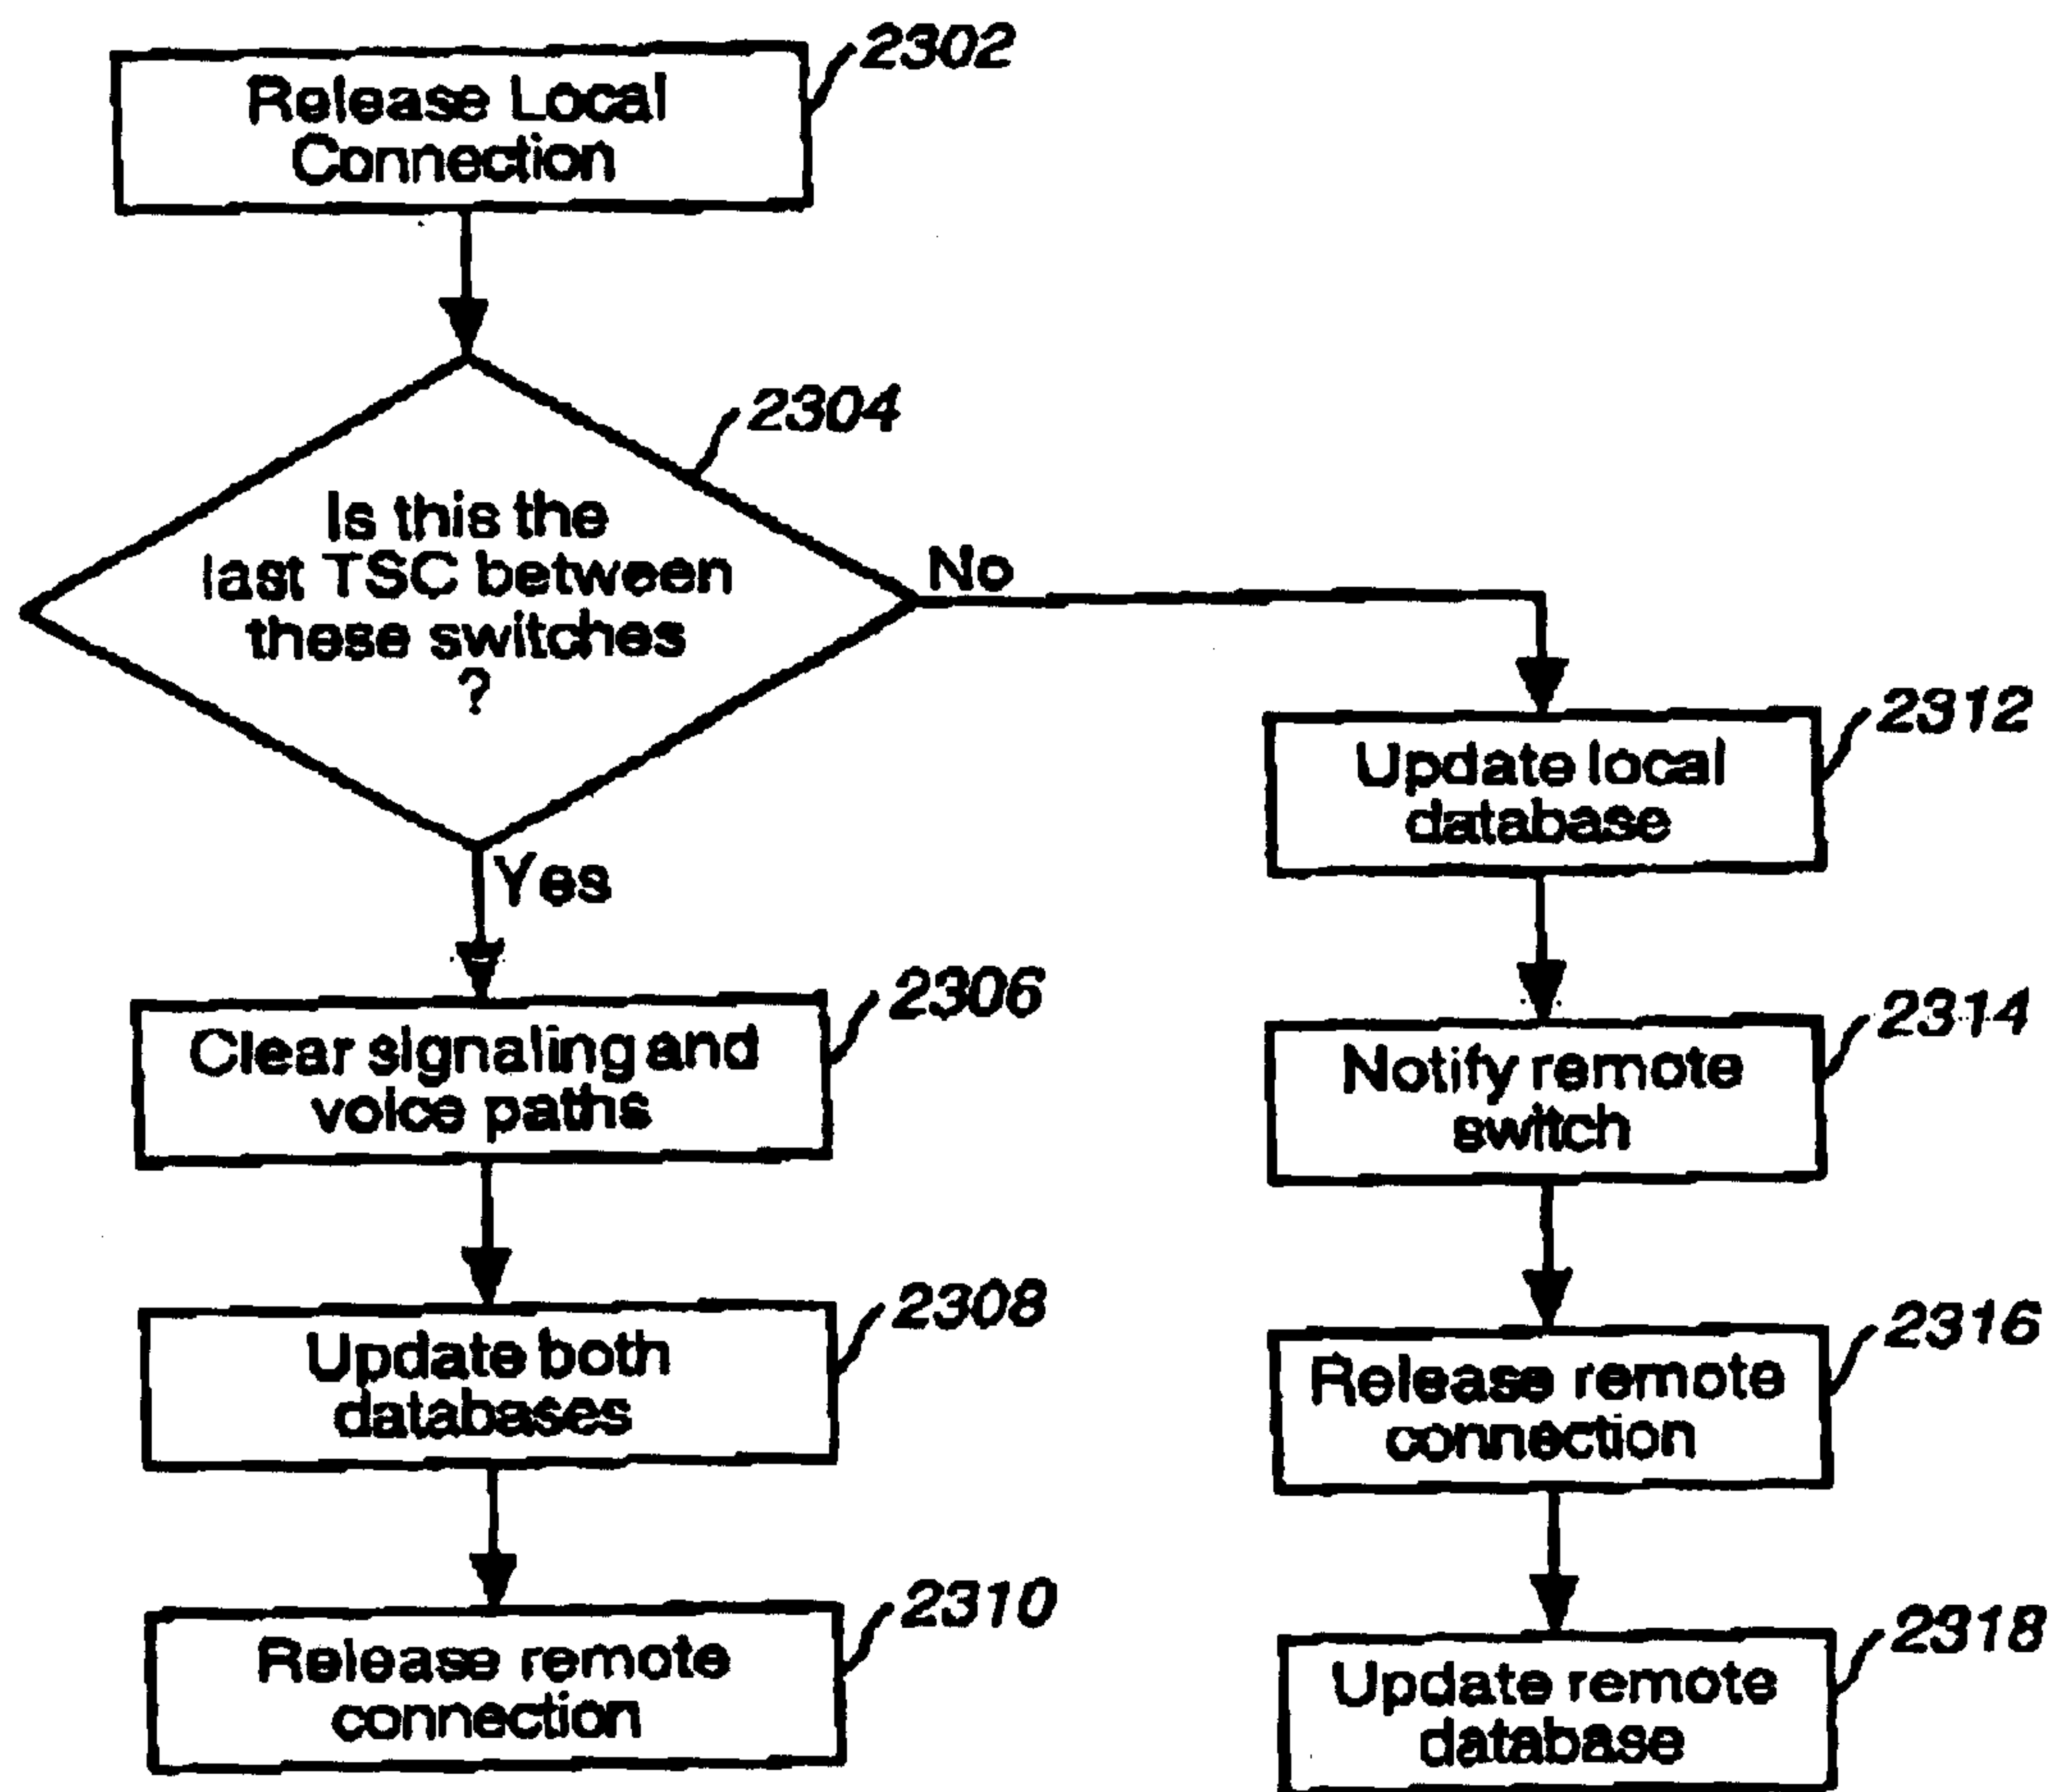 2302
Release Local
Connection
2304
Is this the
last TSC between
these switches
?
No
Yes
2306
Clear signaling and
voice paths
2308
Update both
databases
2310
Release remote
connection
2312
Update local
database
2314
Notify remote
switch
2316
Release remote
connection
2318
Update remote
database